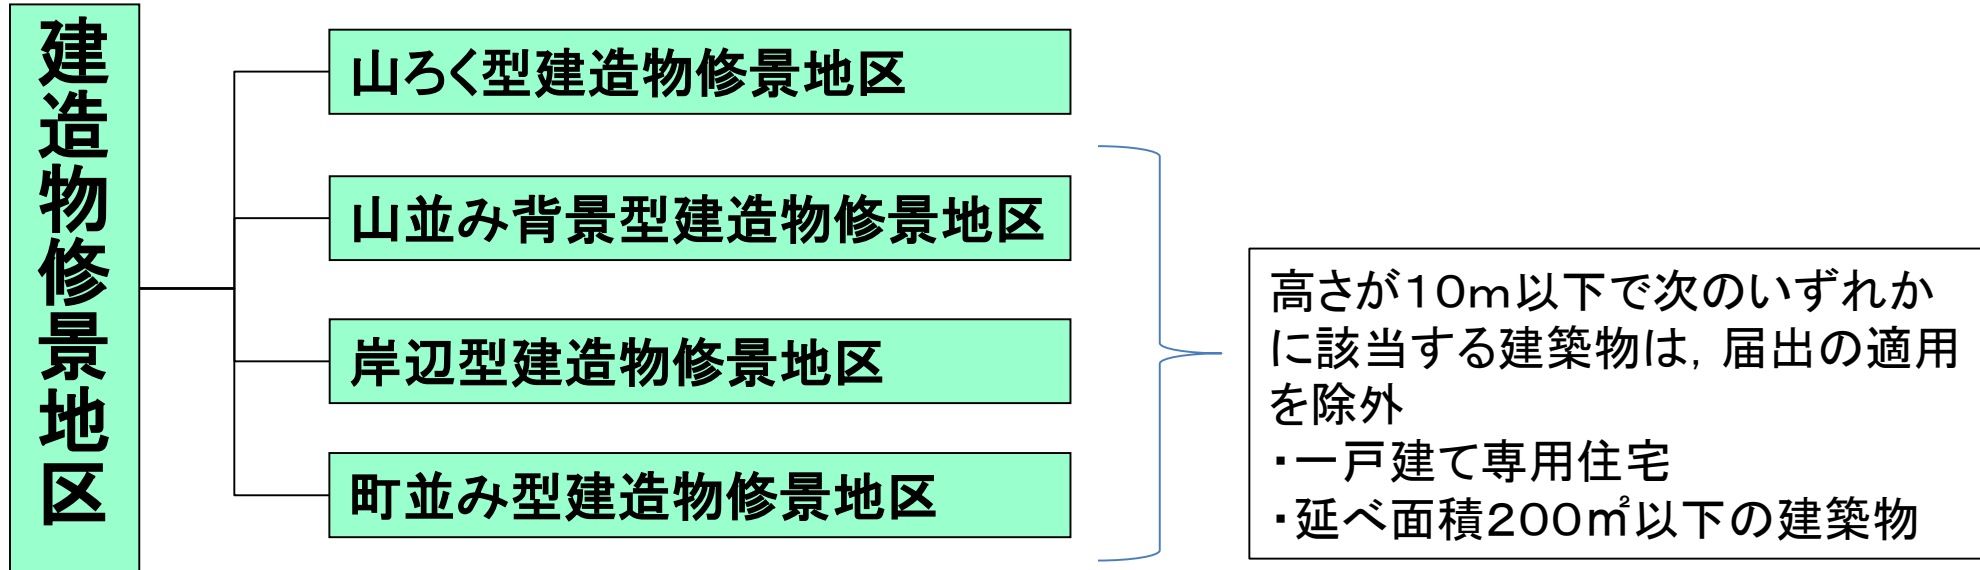 建造物修景地区
山ろく型建造物修景地区
山並み背景型建造物修景地区
岸辺型建造物修景地区
町並み型建造物修景地区
高さが10m以下で次のいずれか
に該当する建築物は，届出の適用
を除外
・一戸建て専用住宅
・延べ面積200㎡以下の建築物